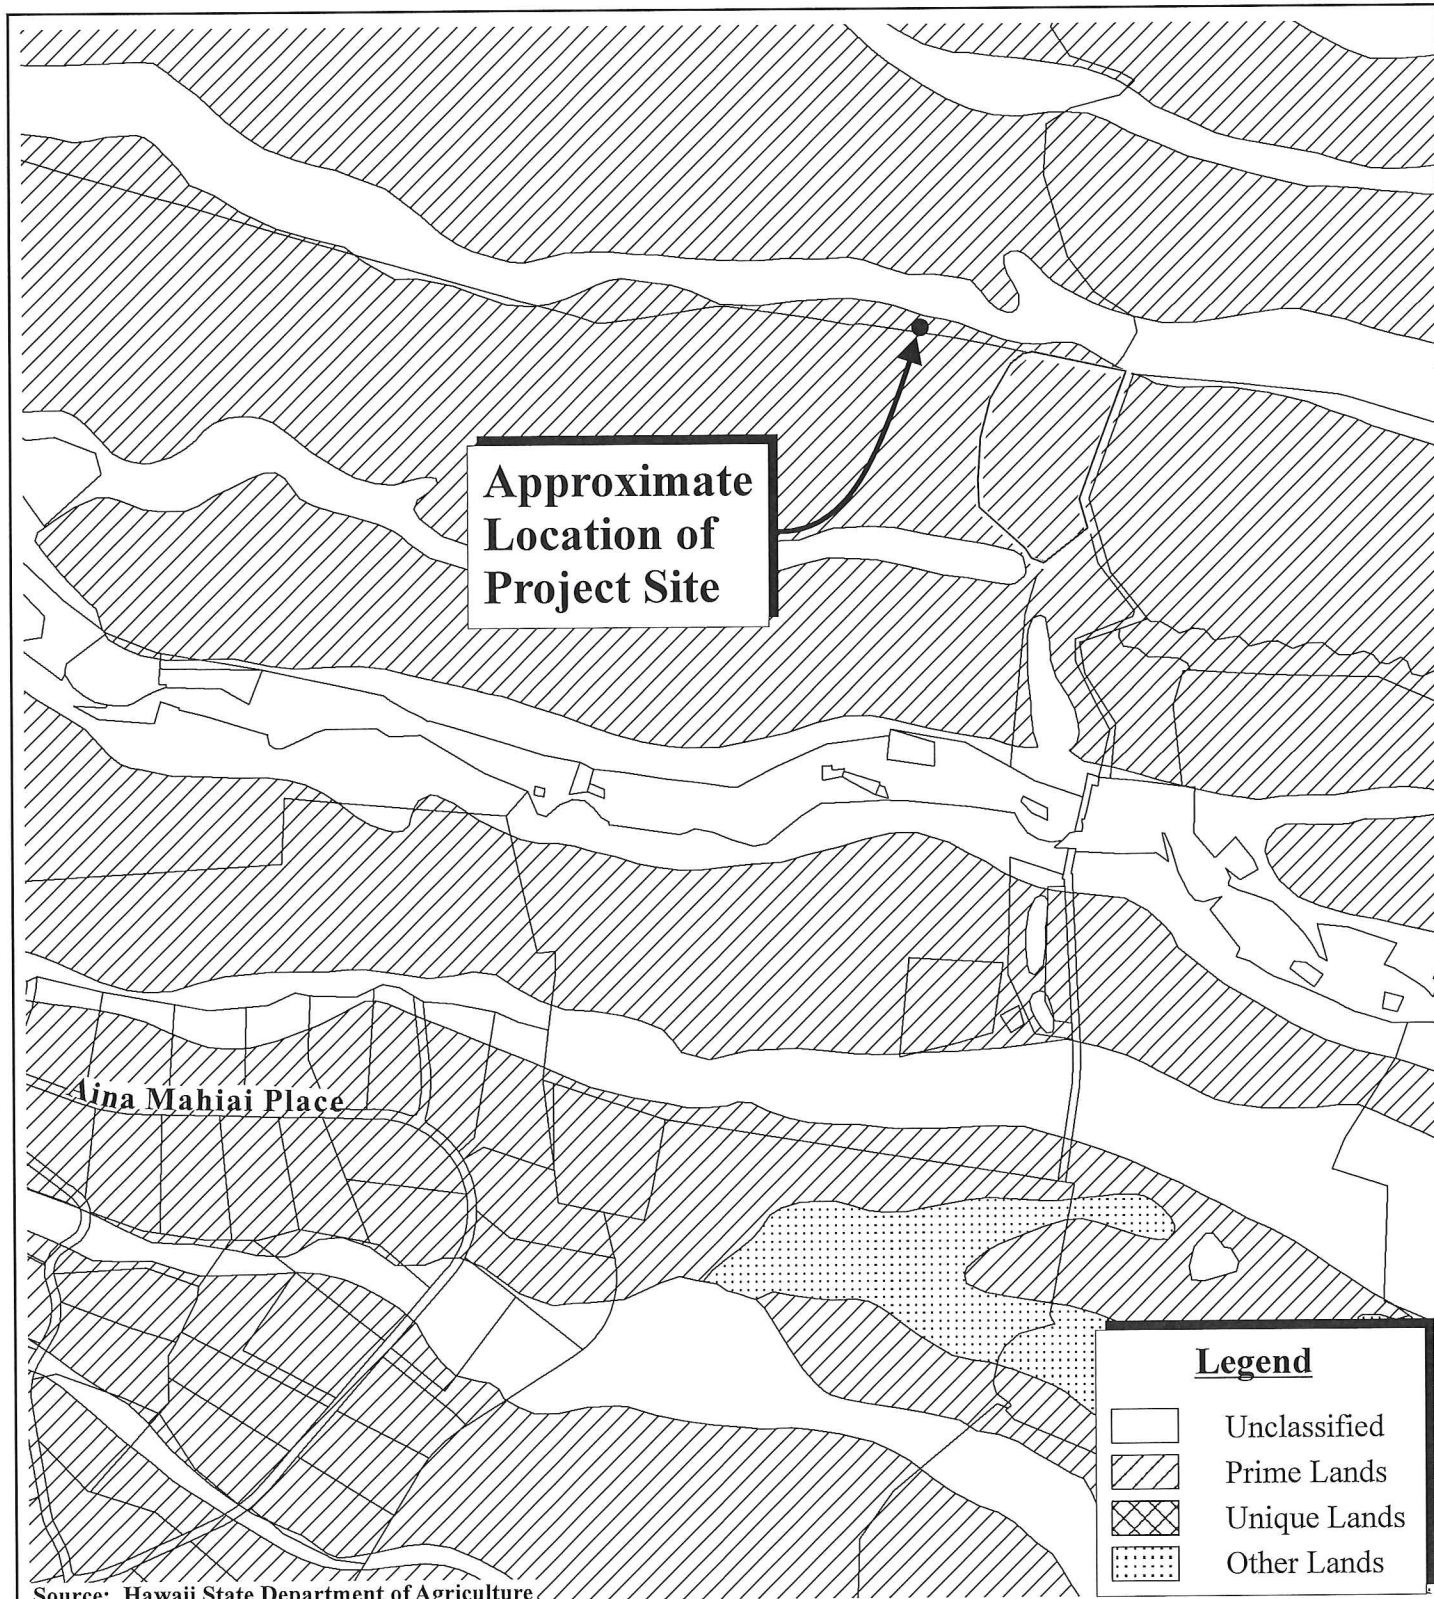 Approximate
Location of
Project Site
Aina Mahiai Place
Legend
Unclassified
Prime Lands
Unique Lands
Other Lands
Source: Hawaii State Department of Agriculture